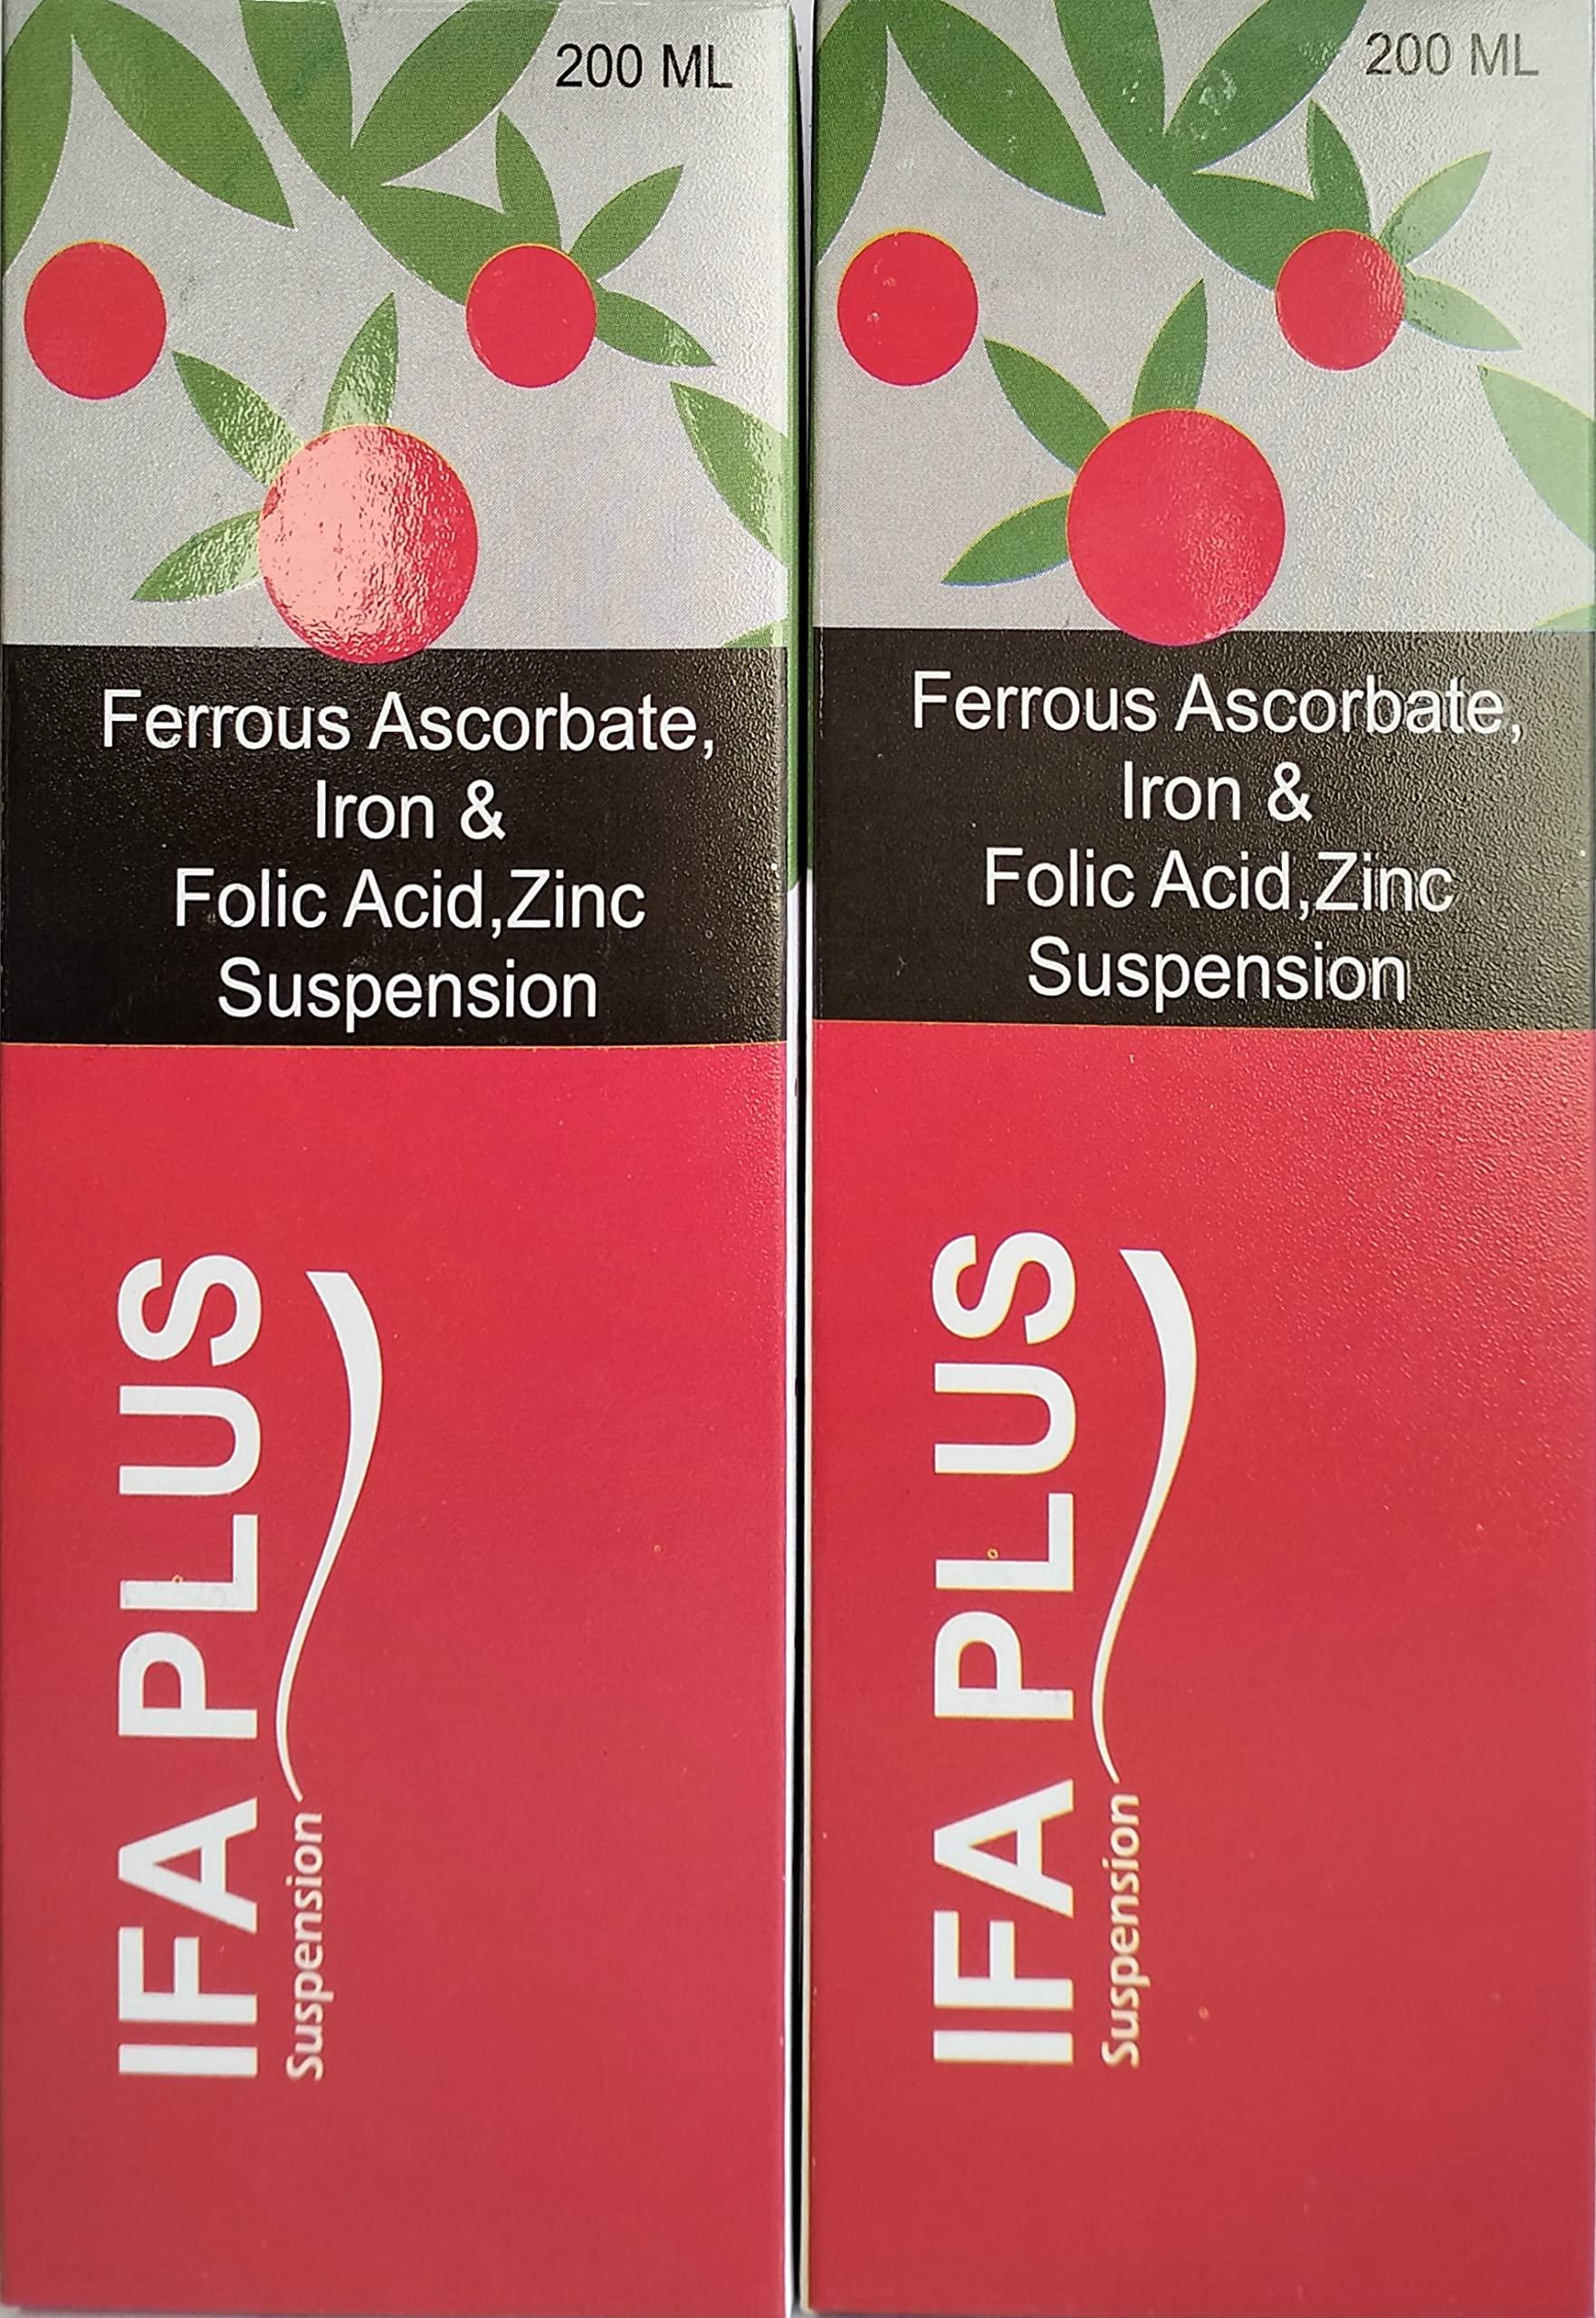 200 ML
Ferrous Ascorbate,
Iron &
Folic Acid,Zinc
Suspension
IFA PLUS
Suspension
200 ML
Ferrous Ascorbate,
Iron &
Folic Acid,Zinc
Suspension
IFA PLUS
Suspension